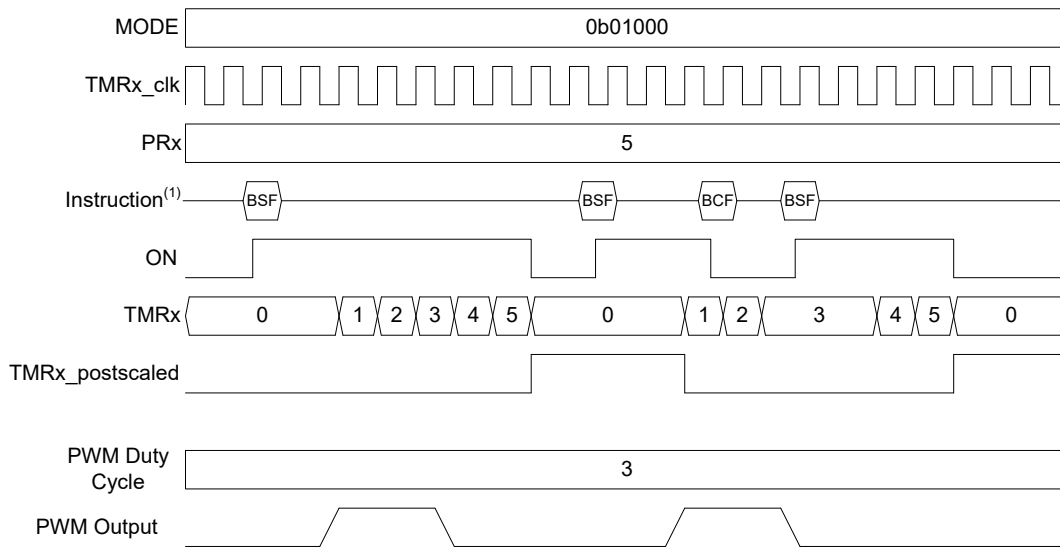 MODE
0b01000
TMRx_clk
PRx
5
Instruction(1)
BSF BSF BCF BSF
ON
TMRx
0 1 2 3 4 5 0 1 2 3 4 5 0
TMRx_postscaled
PWM Duty
Cycle
3
PWM Output